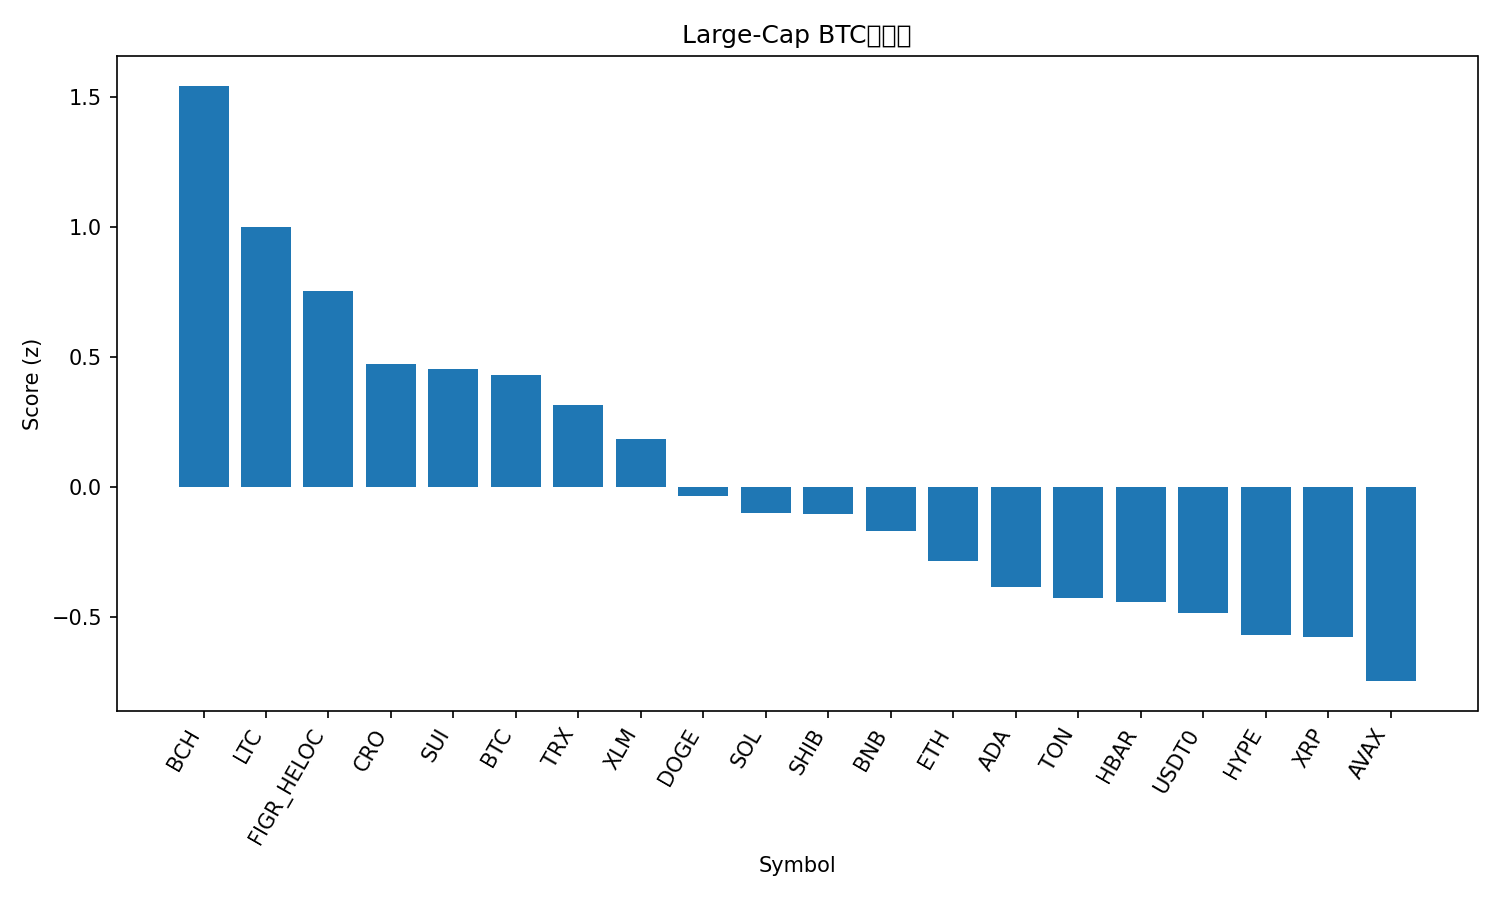 Large-Cap BTC
Score (z)
1.5
1.0
0.5
0.0
−0.5
BCH
LTC
FIGR_HELOC
CRO
SUI
BTC
TRX
XLM
DOGE
SOL
SHIB
BNB
ETH
ADA
TON
HBAR
USDT0
HYPE
XRP
AVAX
Symbol